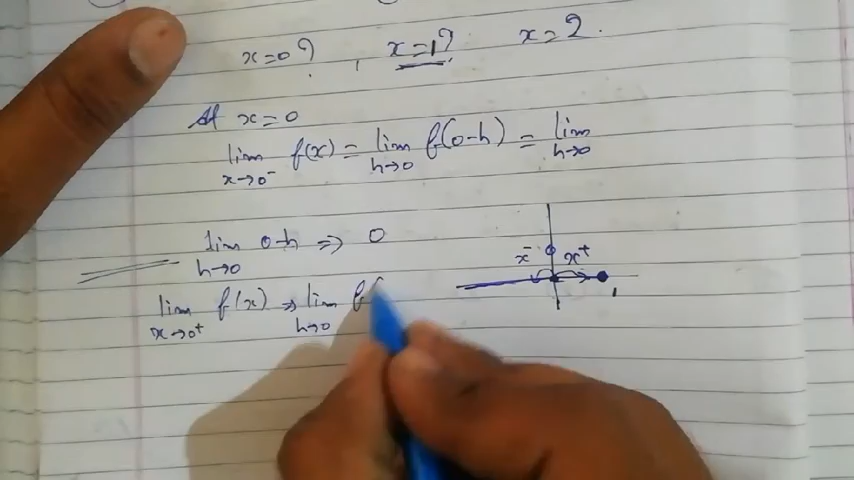 x=0? , x=1? x=2.
At x=0
lim x→0⁻ f(x) = lim h→0 f(0-h) = lim h→0
lim h→0 0-h ⇒ 0
x⁻ x⁺
1
lim x→0⁺ f(x) ⇒ lim h→0 f(